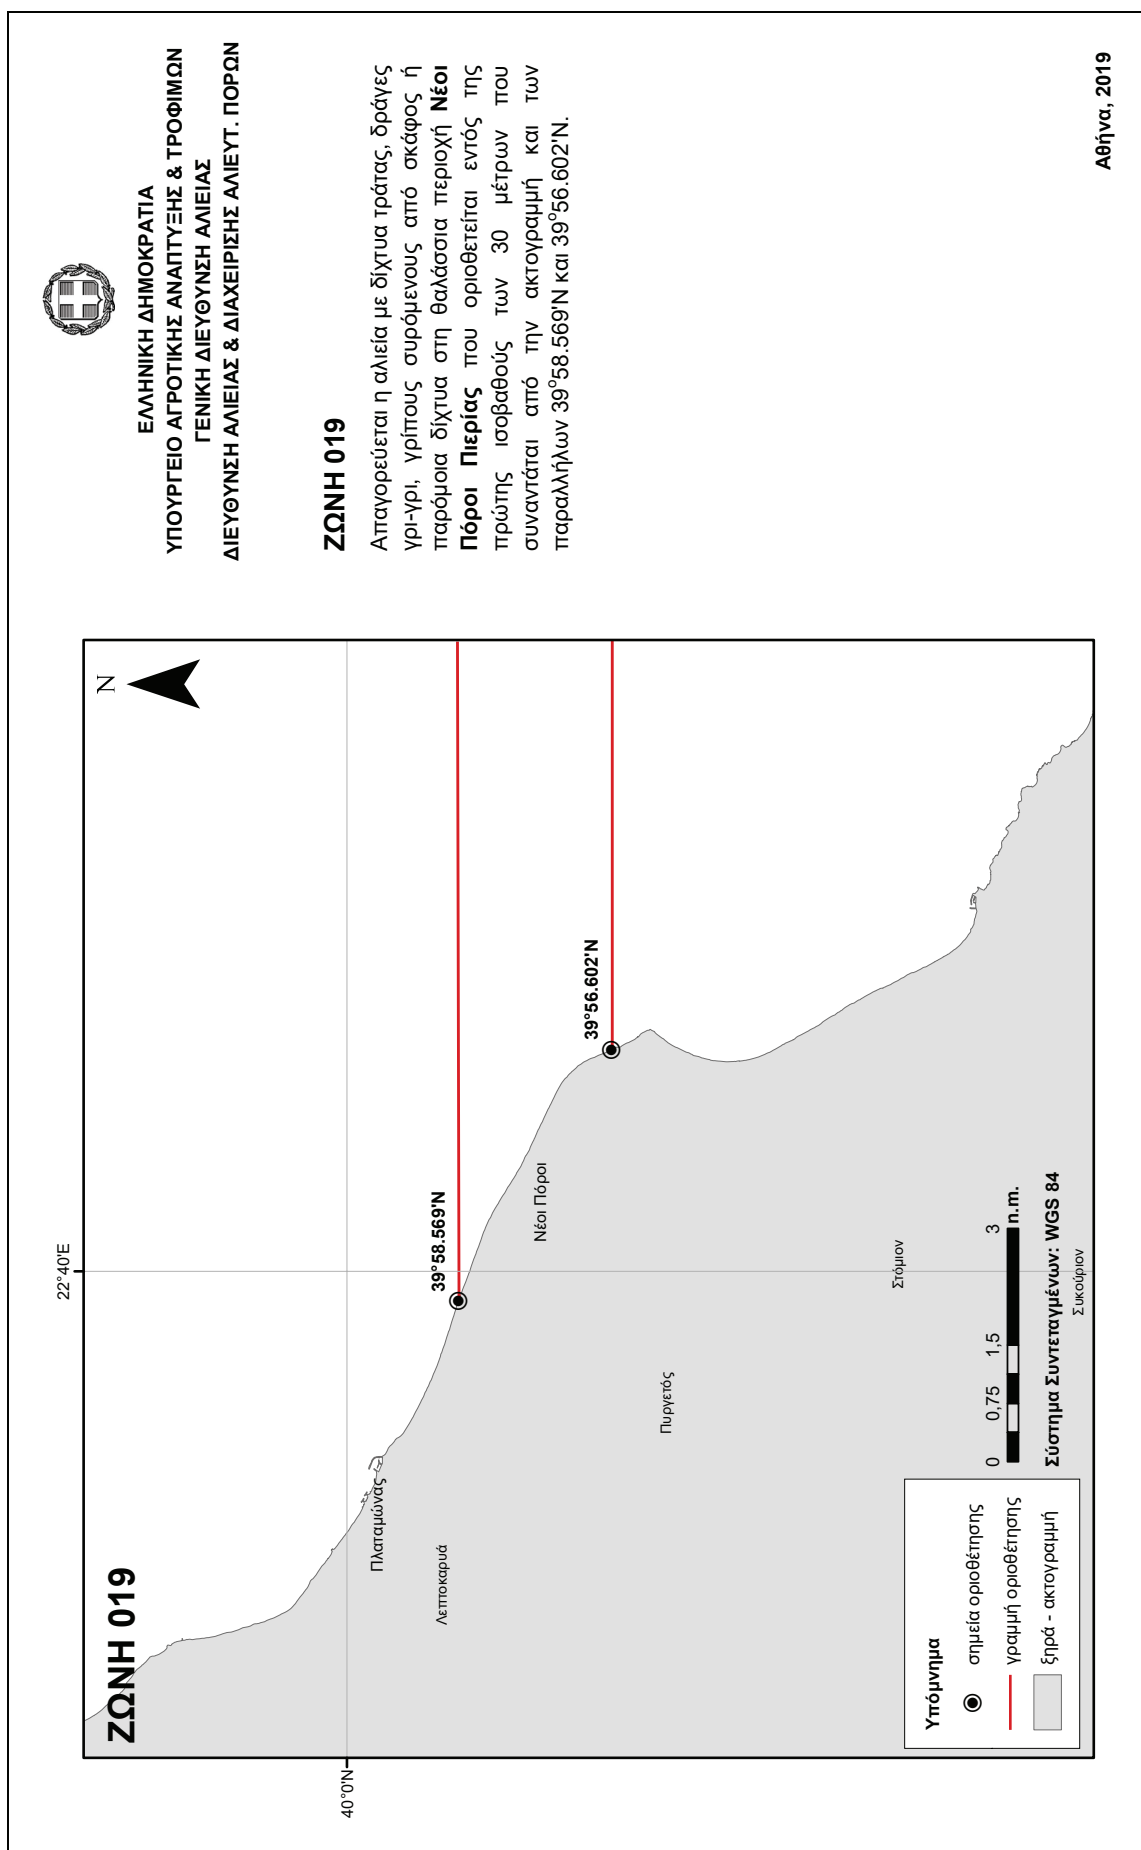 ΕΛΛΗΝΙΚΗ ΔΗΜΟΚΡΑΤΙΑ
ΥΠΟΥΡΓΕΙΟ ΑΓΡΟΤΙΚΗΣ ΑΝΑΠΤΥΞΗΣ & ΤΡΟΦΙΜΩΝ
ΓΕΝΙΚΗ ΔΙΕΥΘΥΝΣΗ ΑΛΙΕΙΑΣ
ΔΙΕΥΘΥΝΣΗ ΑΛΙΕΙΑΣ & ΔΙΑΧΕΙΡΙΣΗΣ ΑΛΙΕΥΤ. ΠΟΡΩΝ
ΖΩΝΗ 019
Απαγορεύεται η αλιεία με δίχτυα τράτας, δράγες
γρι-γρι, γρίπους συρόμενους από σκάφος ή
παρόμοια δίχτυα στη θαλάσσια περιοχή Νέοι
Πόροι Πιερίας που οριοθετείται εντός της
πρώτης ισοβαθούς των 30 μέτρων που
συναντάται από την ακτογραμμή και των
παραλλήλων 39°58.569'Ν και 39°56.602'Ν.
ΖΩΝΗ 019
22°40'E
N
40°0'N
39°58.569'N
39°56.602'N
Πλαταμώνας
Λεπτοκαρυά
Νέοι Πόροι
Πυργετός
Στόμιον
Συκούριον
Υπόμνημα
σημεία οριοθέτησης
γραμμή οριοθέτησης
ξηρά - ακτογραμμή
0 0,75 1,5 3
n.m.
Σύστημα Συντεταγμένων: WGS 84
Αθήνα, 2019